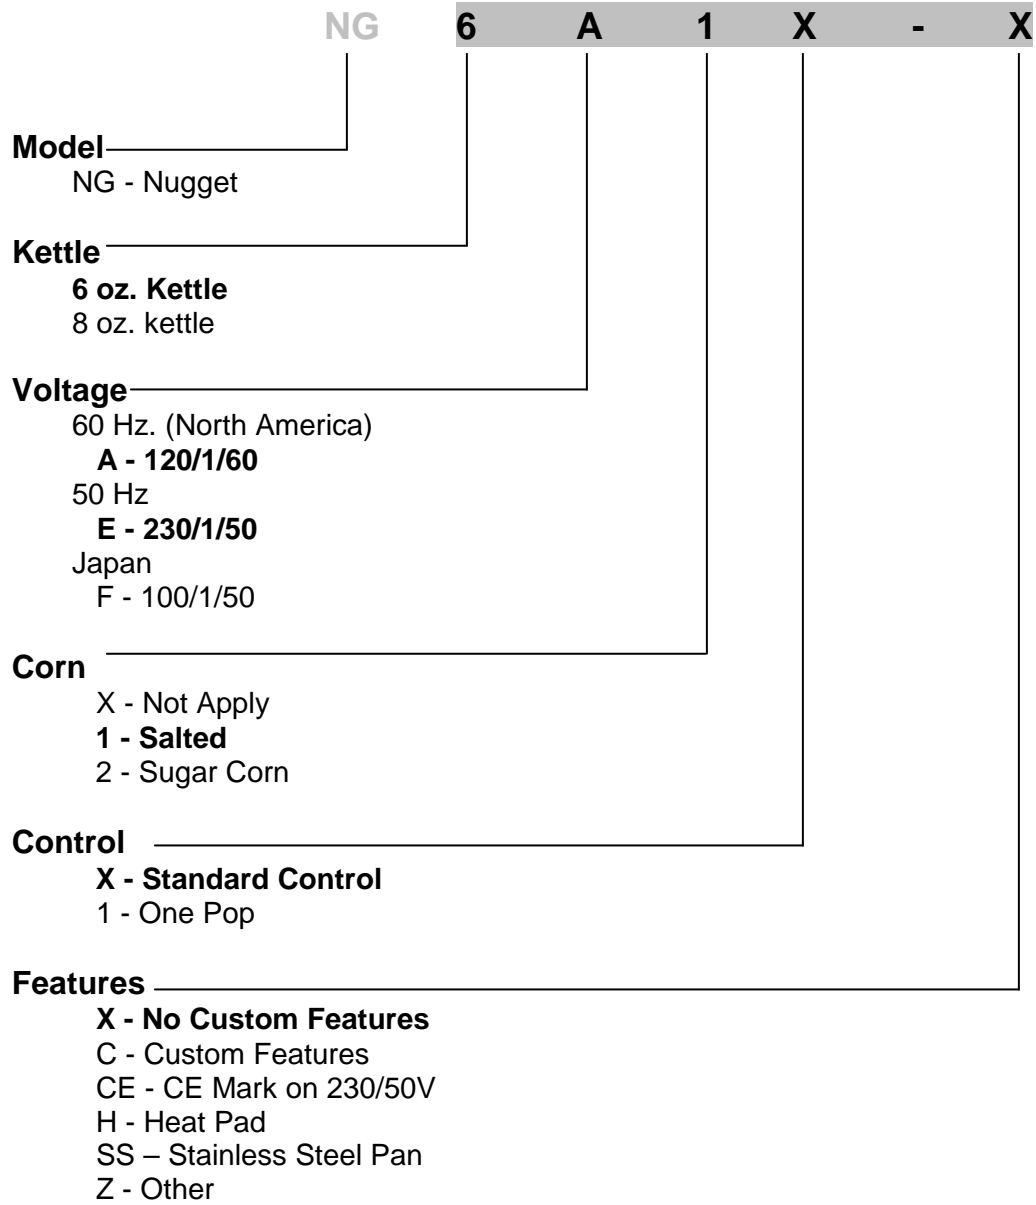 NG 6 A 1 X - X
Model
NG - Nugget
Kettle
6 oz. Kettle
8 oz. kettle
Voltage
60 Hz. (North America)
A - 120/1/60
50 Hz
E - 230/1/50
Japan
F - 100/1/50
Corn
X - Not Apply
1 - Salted
2 - Sugar Corn
Control
X - Standard Control
1 - One Pop
Features
X - No Custom Features
C - Custom Features
CE - CE Mark on 230/50V
H - Heat Pad
SS – Stainless Steel Pan
Z - Other